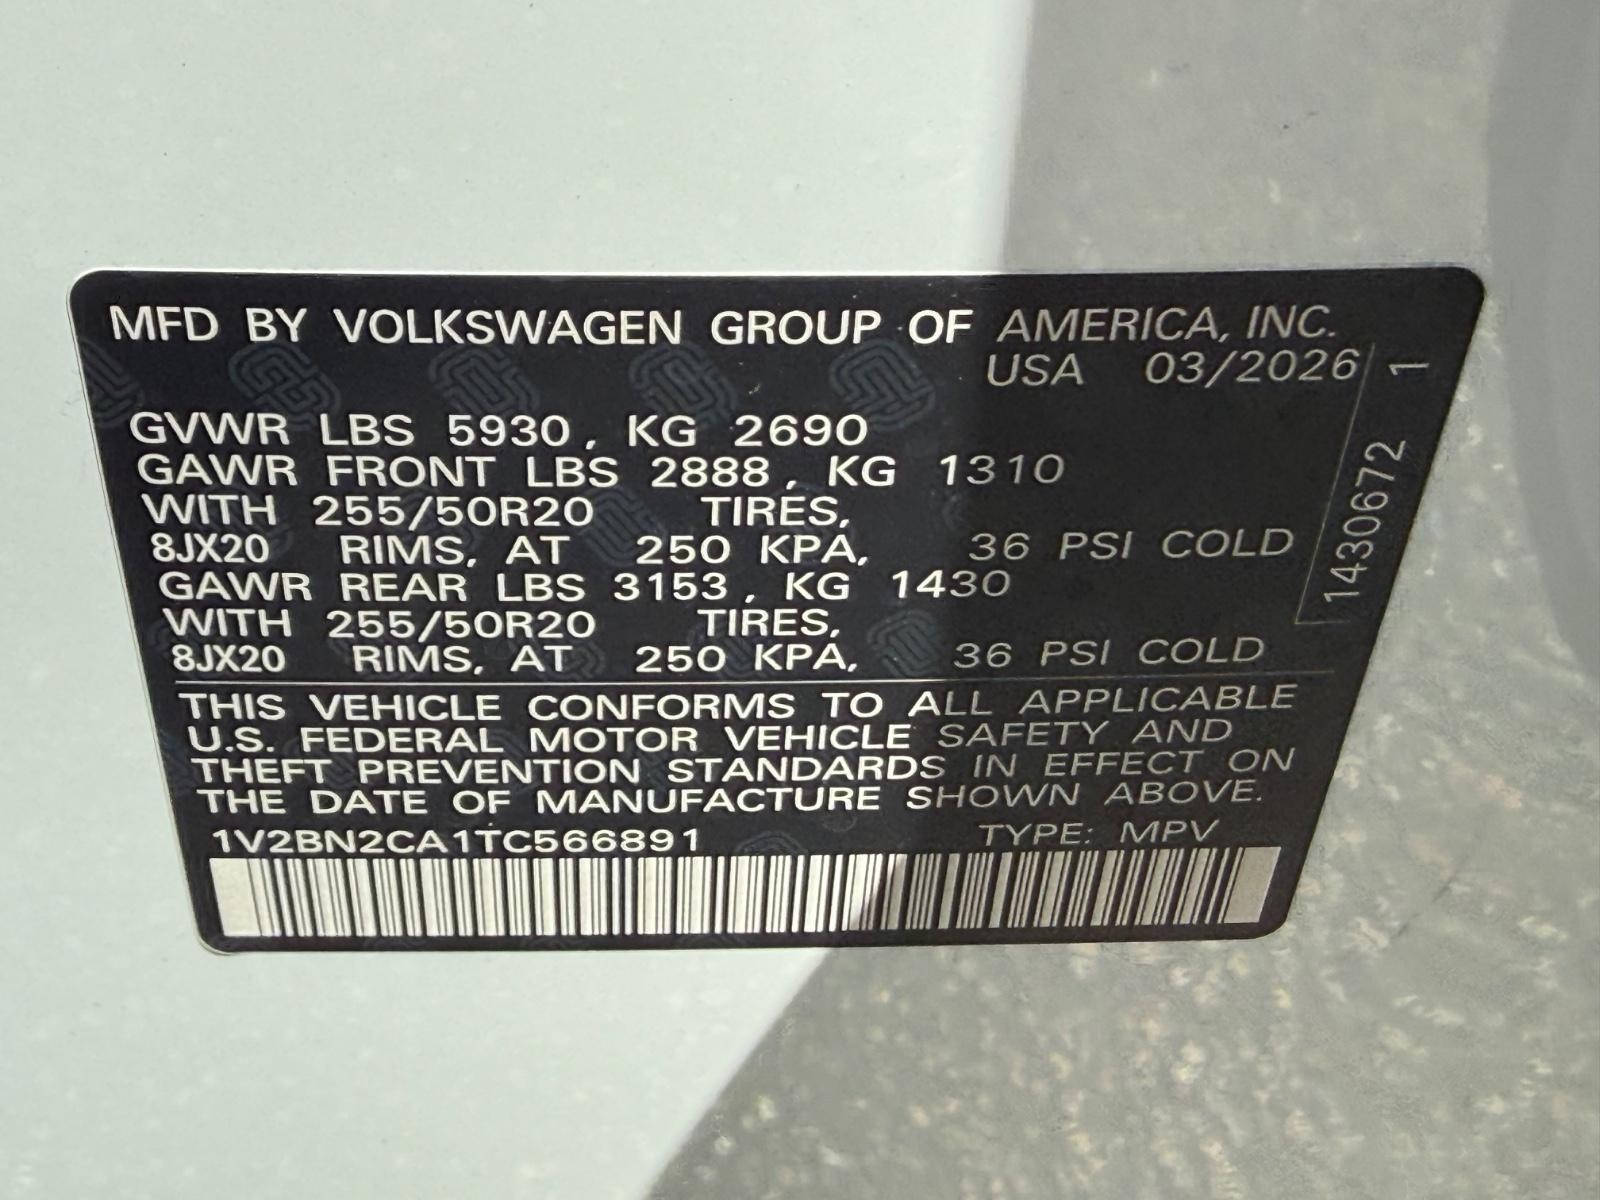 MFD BY VOLKSWAGEN GROUP OF AMERICA, INC.
USA 03/2026
GVWR LBS 5930, KG 2690
GAWR FRONT LBS 2888, KG 1310
WITH 255/50R20 TIRES,
8JX20 RIMS, AT 250 KPA, 36 PSI COLD
GAWR REAR LBS 3153, KG 1430
WITH 255/50R20 TIRES,
8JX20 RIMS, AT 250 KPA, 36 PSI COLD
THIS VEHICLE CONFORMS TO ALL APPLICABLE
U.S. FEDERAL MOTOR VEHICLE SAFETY AND
THEFT PREVENTION STANDARDS IN EFFECT ON
THE DATE OF MANUFACTURE SHOWN ABOVE.
1V2BN2CA1TC566891 TYPE: MPV
1430672 1